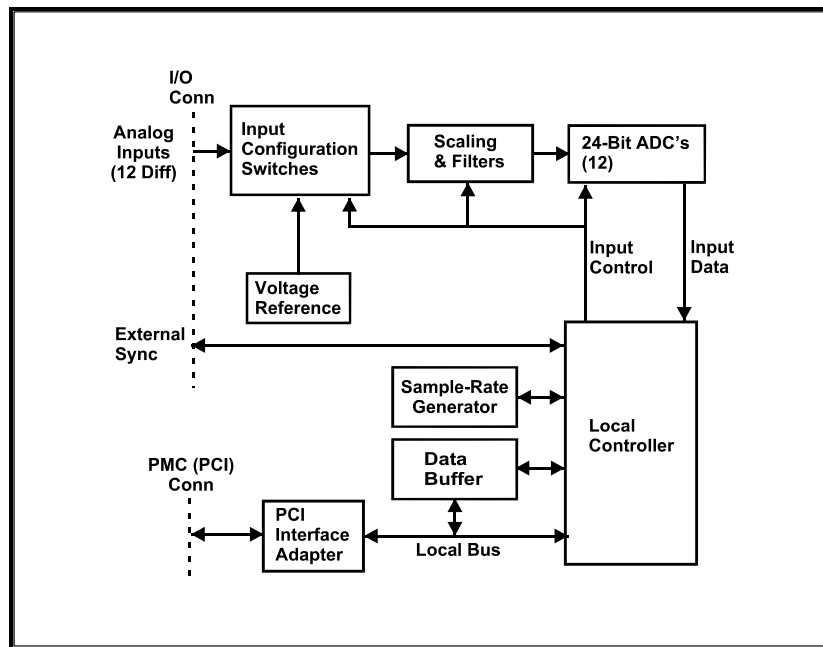 I/O
Conn
Analog
Inputs
(12 Diff)
Input
Configuration
Switches
Scaling
& Filters
24-Bit ADC's
(12)
Input
Control
Input
Data
Voltage
Reference
External
Sync
Sample-Rate
Generator
Local
Controller
Data
Buffer
PMC (PCI)
Conn
PCI
Interface
Adapter
Local Bus